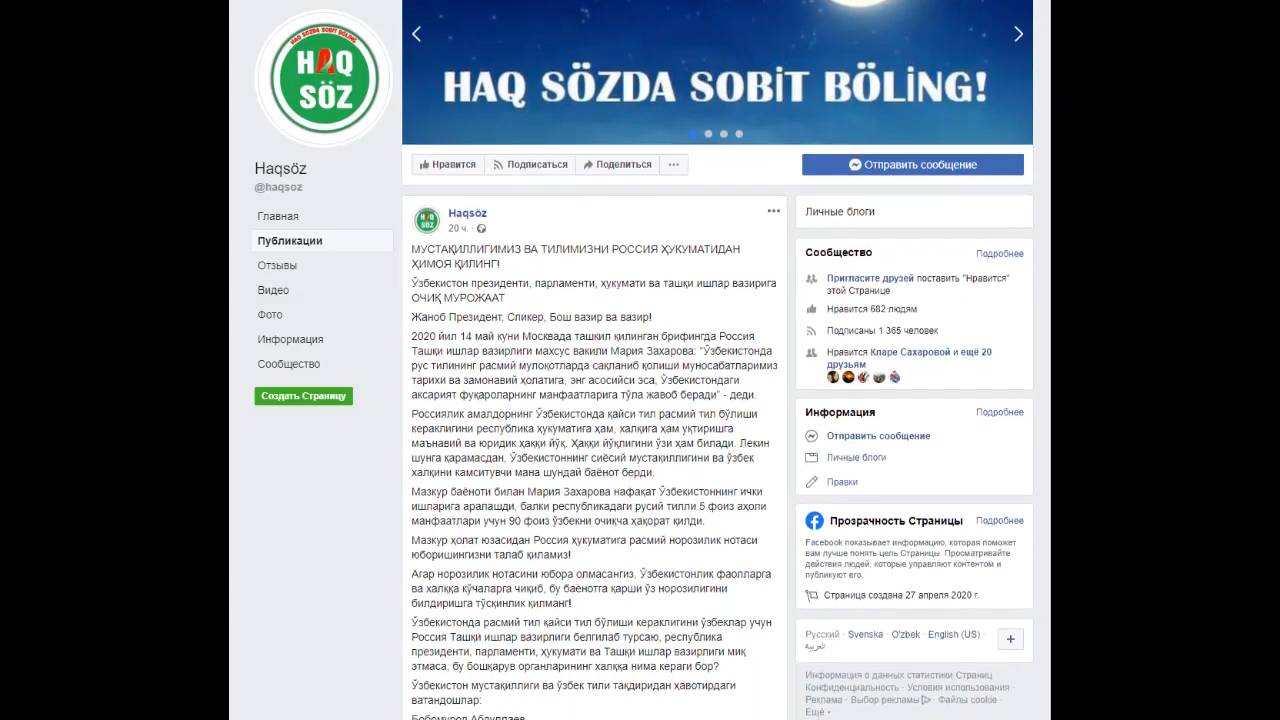 HAQ SÖZDA SOBIT BÖLING
HAQ
SÖZ
Haqsöz
@haqsoz
Главная
Публикации
Отзывы
Видео
Фото
Информация
Сообщество
Создать Страницу
HAQ SÖZDA SOBİT BÖLİNG!
Нравится
Подписаться
Поделиться
Отправить сообщение
HAQ
SÖZ
Haqsöz
20 ч. ·
МУСТАҚИЛЛИГИМИЗ ВА ТИЛИМИЗНИ РОССИЯ ҲУКУМАТИДАН
ҲИМОЯ ҚИЛИНГ!
Ўзбекистон президенти, парламенти, ҳукумати ва ташқи ишлар вазирига
ОЧИҚ МУРОЖААТ
Жаноб Президент, Спикер, Бош вазир ва вазир!
2020 йил 14 май куни Москвада ташкил қилинган брифингда Россия
Ташқи ишлар вазирлиги махсус вакили Мария Захарова: "Ўзбекистонда
рус тилининг расмий мулоқотларда сақланиб қолиши муносабатларимиз
тарихи ва замонавий ҳолатига, энг асосийси эса, Ўзбекистондаги
аксарият фуқароларнинг манфаатларига тўла жавоб беради" - деди.
Россиялик амалдорнинг Ўзбекистонда қайси тил расмий тил бўлиши
кераклигини республика ҳукуматига ҳам, халқига ҳам уқтиришга
маънавий ва юридик ҳаққи йўқ. Ҳаққи йўқлигини ўзи ҳам билади. Лекин
шунга қарамасдан, Ўзбекистоннинг сиёсий мустақиллигини ва ўзбек
халқини камситувчи мана шундай баёнот берди.
Мазкур баёноти билан Мария Захарова нафақат Ўзбекистоннинг ички
ишларига аралашди, балки республикадаги русий тилли 5 фоиз аҳоли
манфаатлари учун 90 фоиз ўзбекни очиқча ҳақорат қилди.
Мазкур ҳолат юзасидан Россия ҳукуматига расмий норозилик нотаси
юборишингизни талаб қиламиз!
Агар норозилик нотасини юбора олмасангиз, Ўзбекистонлик фаолларга
ва халққа кўчаларга чиқиб, бу баёнотга қарши ўз норозилигини
билдиришга тўсқинлик қилманг!
Ўзбекистонда расмий тил қайси тил бўлиши кераклигини ўзбеклар учун
Россия Ташқи ишлар вазирлиги белгилаб турсаю, республика
президенти, парламенти, ҳукумати ва Ташқи ишлар вазирлиги миқ
этмаса, бу бошқарув органларининг халққа нима кераги бор?
Ўзбекистон мустақиллиги ва ўзбек тили тақдиридан ҳавотирдаги
ватандошлар:
Бобомурод Абдуллаев
Личные блоги
Сообщество
Подробнее
Пригласите друзей поставить "Нравится"
этой Странице
Нравится 682 людям
Подписаны 1 365 человек
Нравится Кларе Сахаровой и ещё 20
друзьям
Информация
Подробнее
Отправить сообщение
Личные блоги
Правки
Прозрачность Страницы
Подробнее
Facebook показывает информацию, которая поможет
вам лучше понять цель Страницы. Просматривайте
действия людей, которые управляют контентом и
публикуют его.
Страница создана 27 апреля 2020 г.
Русский · Svenska · O'zbek · English (US) ·
العربية
Информация о данных статистики Страниц
Конфиденциальность · Условия использования ·
Реклама · Выбор рекламы · Файлы cookie ·
Ещё